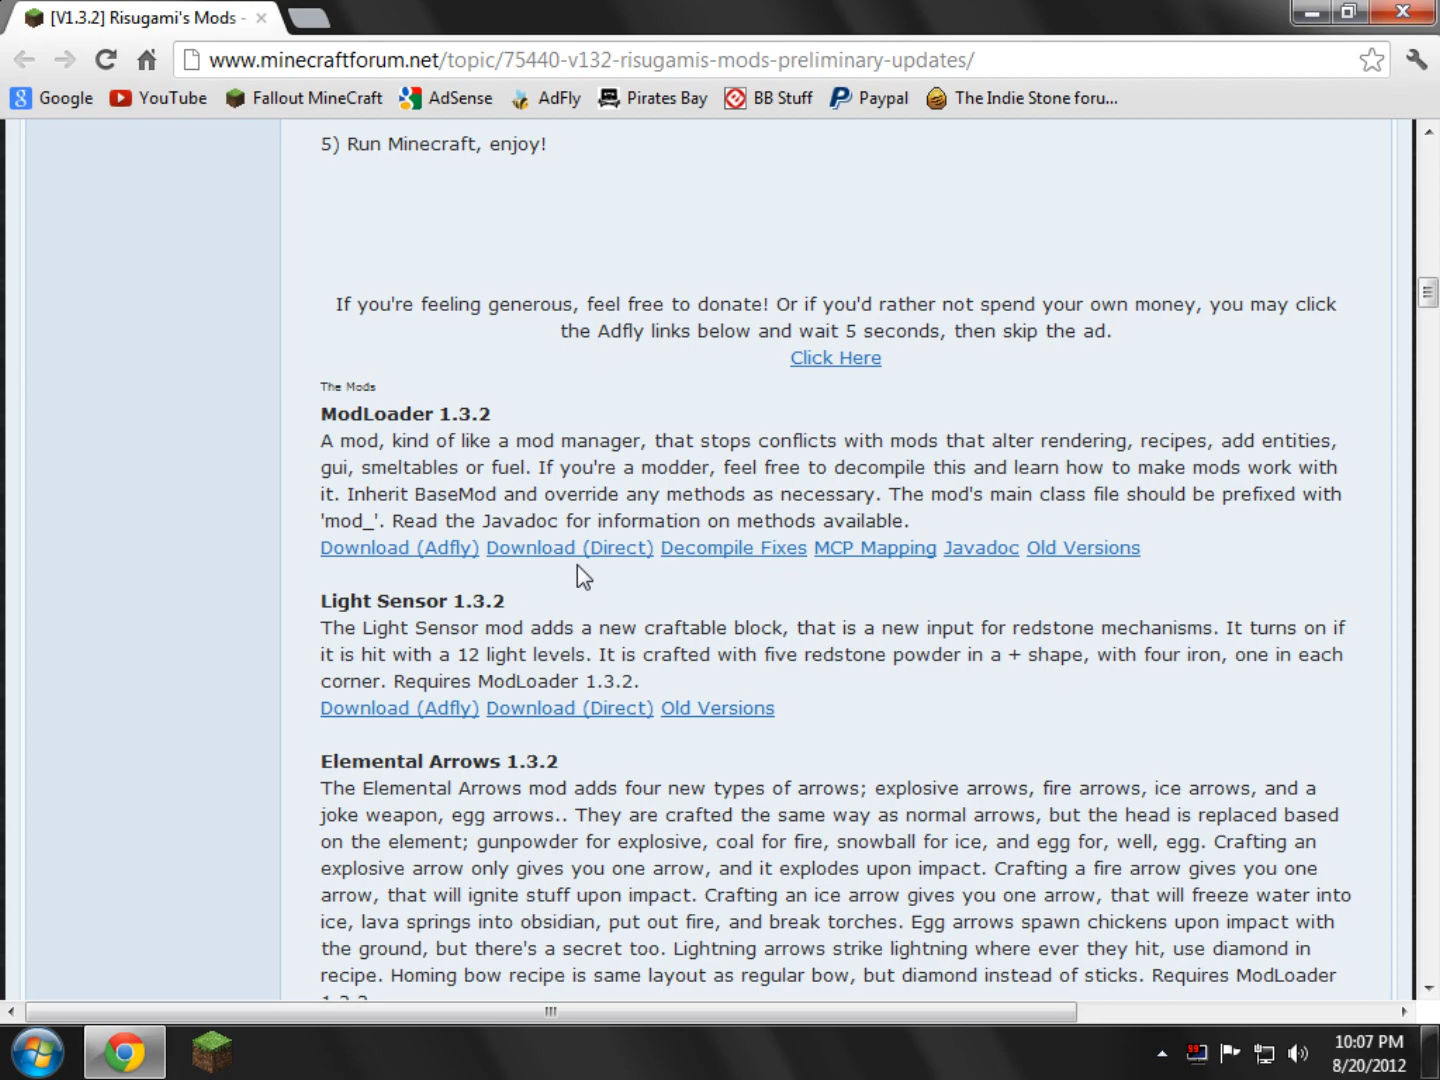 [V1.3.2] Risugami's Mods -
www.minecraftforum.net/topic/75440-v132-risugamis-mods-preliminary-updates/
Google YouTube Fallout MineCraft AdSense AdFly Pirates Bay BB Stuff Paypal The Indie Stone foru...
5) Run Minecraft, enjoy!
If you're feeling generous, feel free to donate! Or if you'd rather not spend your own money, you may click
the Adfly links below and wait 5 seconds, then skip the ad.
Click Here
The Mods
ModLoader 1.3.2
A mod, kind of like a mod manager, that stops conflicts with mods that alter rendering, recipes, add entities,
gui, smeltables or fuel. If you're a modder, feel free to decompile this and learn how to make mods work with
it. Inherit BaseMod and override any methods as necessary. The mod's main class file should be prefixed with
'mod_'. Read the Javadoc for information on methods available.
Download (Adfly) Download (Direct) Decompile Fixes MCP Mapping Javadoc Old Versions
Light Sensor 1.3.2
The Light Sensor mod adds a new craftable block, that is a new input for redstone mechanisms. It turns on if
it is hit with a 12 light levels. It is crafted with five redstone powder in a + shape, with four iron, one in each
corner. Requires ModLoader 1.3.2.
Download (Adfly) Download (Direct) Old Versions
Elemental Arrows 1.3.2
The Elemental Arrows mod adds four new types of arrows; explosive arrows, fire arrows, ice arrows, and a
joke weapon, egg arrows.. They are crafted the same way as normal arrows, but the head is replaced based
on the element; gunpowder for explosive, coal for fire, snowball for ice, and egg for, well, egg. Crafting an
explosive arrow only gives you one arrow, and it explodes upon impact. Crafting a fire arrow gives you one
arrow, that will ignite stuff upon impact. Crafting an ice arrow gives you one arrow, that will freeze water into
ice, lava springs into obsidian, put out fire, and break torches. Egg arrows spawn chickens upon impact with
the ground, but there's a secret too. Lightning arrows strike lightning where ever they hit, use diamond in
recipe. Homing bow recipe is same layout as regular bow, but diamond instead of sticks. Requires ModLoader
1.3.2
99
10:07 PM
8/20/2012